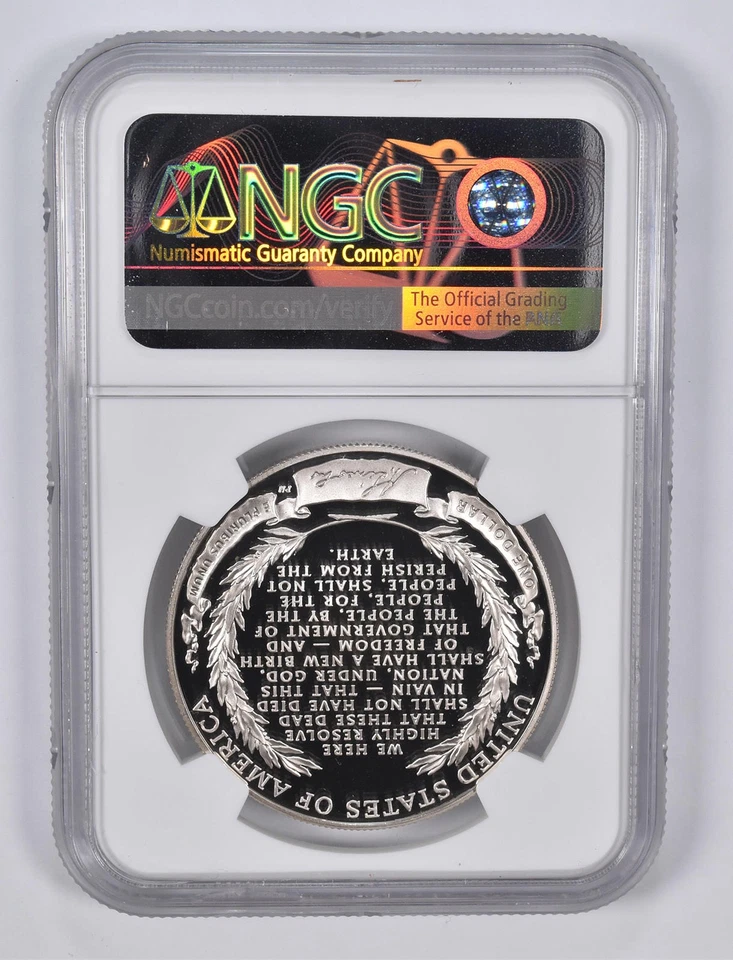 NGC
Numismatic Guaranty Company
NGCcoin.com/verify
The Official Grading
Service of the PNG
UNITED STATES OF AMERICA
WE HERE
HIGHLY RESOLVE
THAT THESE DEAD
SHALL NOT HAVE DIED
IN VAIN — THAT THIS
NATION, UNDER GOD,
SHALL HAVE A NEW BIRTH
OF FREEDOM — AND
THAT GOVERNMENT OF
THE PEOPLE, BY THE
PEOPLE, FOR THE
PEOPLE, SHALL NOT
PERISH FROM THE
EARTH.
ONE DOLLAR
A. Lincoln
E PLURIBUS UNUM